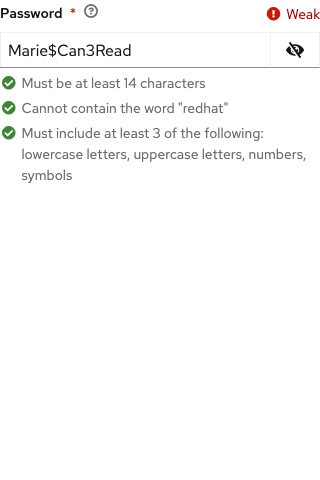 Password * Weak
Marie$Can3Read
Must be at least 14 characters
Cannot contain the word "redhat"
Must include at least 3 of the following:
lowercase letters, uppercase letters, numbers,
symbols